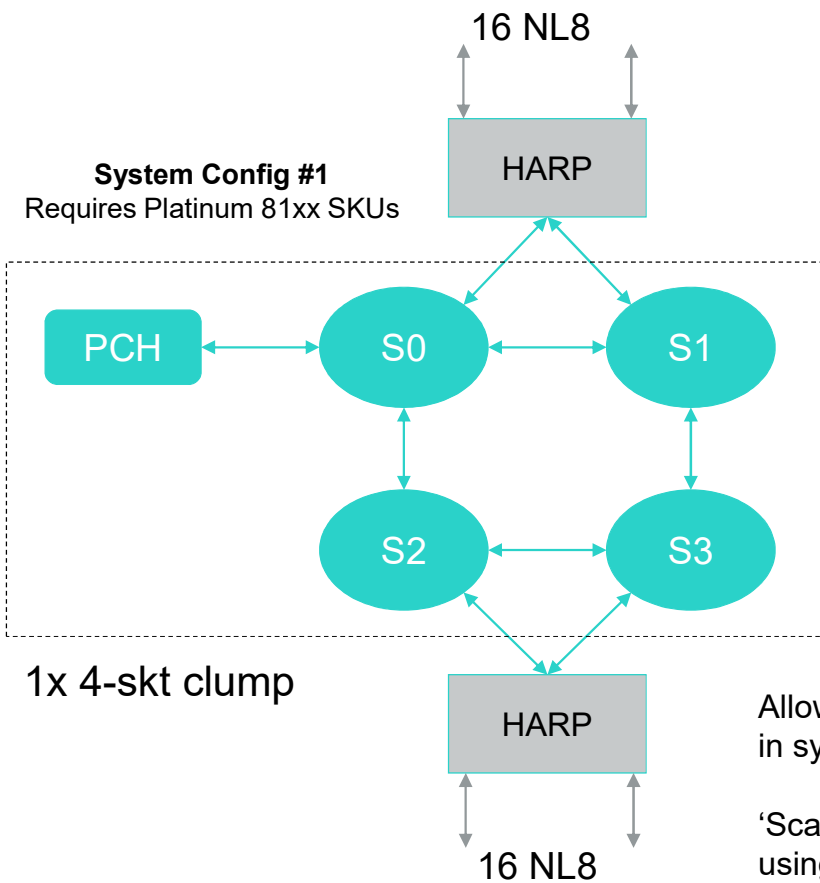 16 NL8
HARP
System Config #1
Requires Platinum 81xx SKUs
PCH
S0
S1
S2
S3
1x 4-skt clump
HARP
in
16 NL8